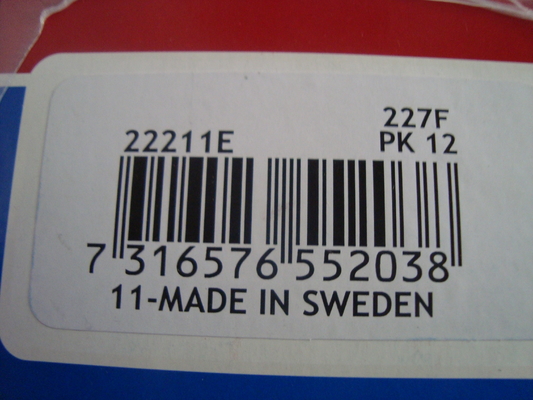 227F
22211E PK 12
7 316576 552038
11-MADE IN SWEDEN